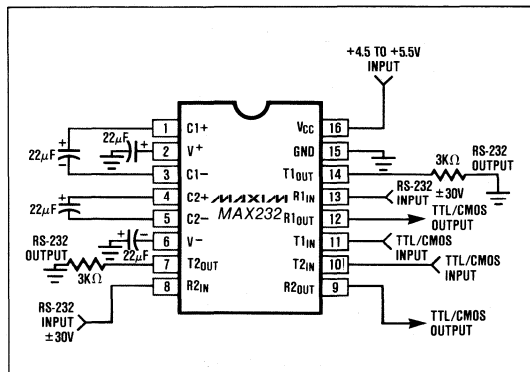 +4.5 TO +5.5V
INPUT
1 C1+
22µF +
2 V+
22µF
3 C1-
4 C2+
22µF
5 C2-
6 V-
22µF
RS-232
OUTPUT
3KΩ
7 T2OUT
8 R2IN
RS-232
INPUT
±30V
MAXIM
MAX232
VCC 16
GND 15
T1OUT 14
3KΩ
RS-232
OUTPUT
R1IN 13
RS-232
INPUT
±30V
R1OUT 12
TTL/CMOS
OUTPUT
T1IN 11
TTL/CMOS
INPUT
T2IN 10
TTL/CMOS
INPUT
R2OUT 9
TTL/CMOS
OUTPUT